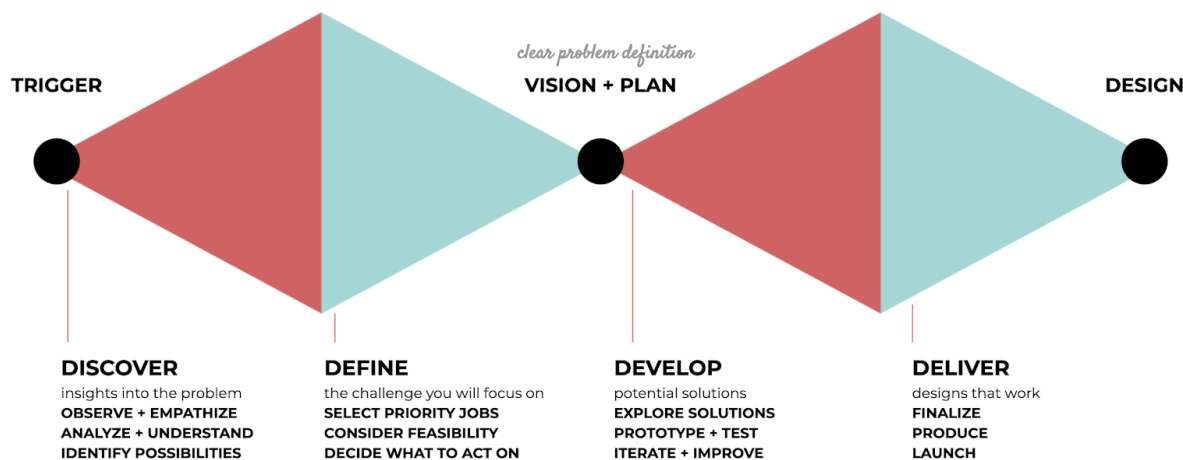 clear problem definition
TRIGGER
VISION + PLAN
DESIGN
DISCOVER
insights into the problem
OBSERVE + EMPATHIZE
ANALYZE + UNDERSTAND
IDENTIFY POSSIBILITIES
DEFINE
the challenge you will focus on
SELECT PRIORITY JOBS
CONSIDER FEASIBILITY
DECIDE WHAT TO ACT ON
DEVELOP
potential solutions
EXPLORE SOLUTIONS
PROTOTYPE + TEST
ITERATE + IMPROVE
DELIVER
designs that work
FINALIZE
PRODUCE
LAUNCH